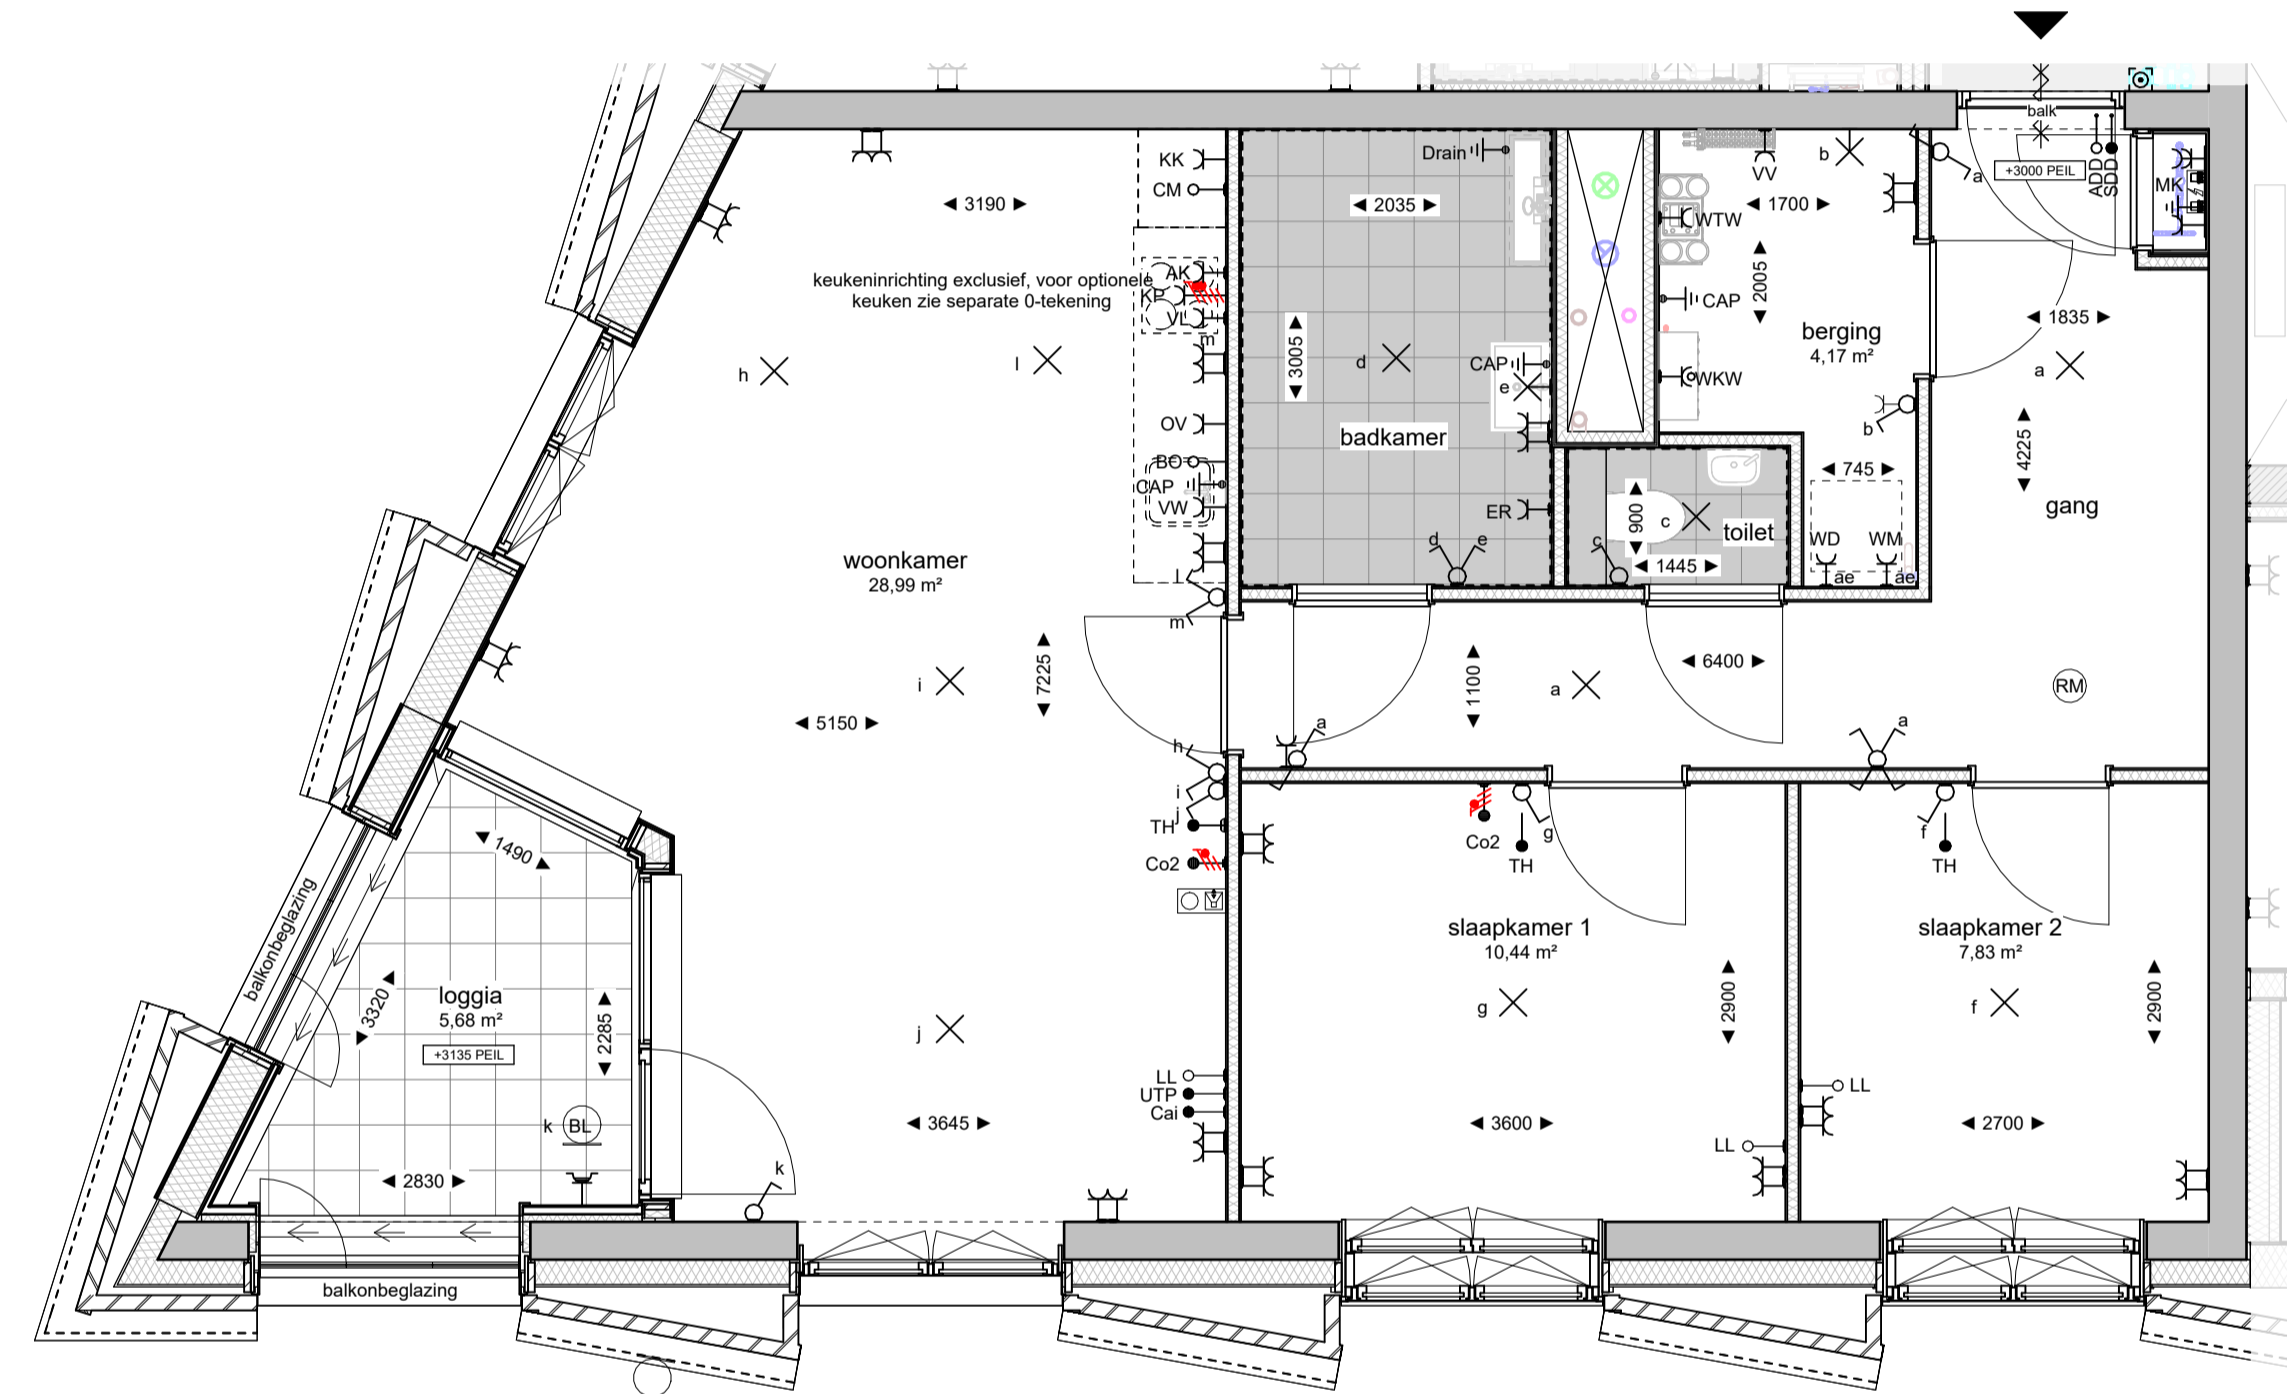 balk
KK
CM
3190
Drain
2035
VV
b
1700
a
+3000 PEIL
ADD
SDD
MK
WTW
2005
CAP
keukeninrichting exclusief, voor optionele
keuken zie separate 0-tekening
AK
KP
VL
m
h
l
3005
d
CAP
e
WKW
berging
4,17 m²
1835
a
OV
badkamer
b
4225
BO
CAP
VW
745
gang
ER
900
c
toilet
d
e
c
1445
WD
WM
ae
ae
woonkamer
28,99 m²
l
m
i
7225
5150
1100
a
6400
RM
a
a
h
i
j
TH
Co2
Co2
TH
g
f
TH
1490
balkonbeglazing
3320
loggia
5,68 m²
+3135 PEIL
2285
slaapkamer 1
10,44 m²
slaapkamer 2
7,83 m²
g
2900
f
2900
j
LL
UTP
Cai
LL
LL
k
BL
3645
3600
2700
2830
k
balkonbeglazing